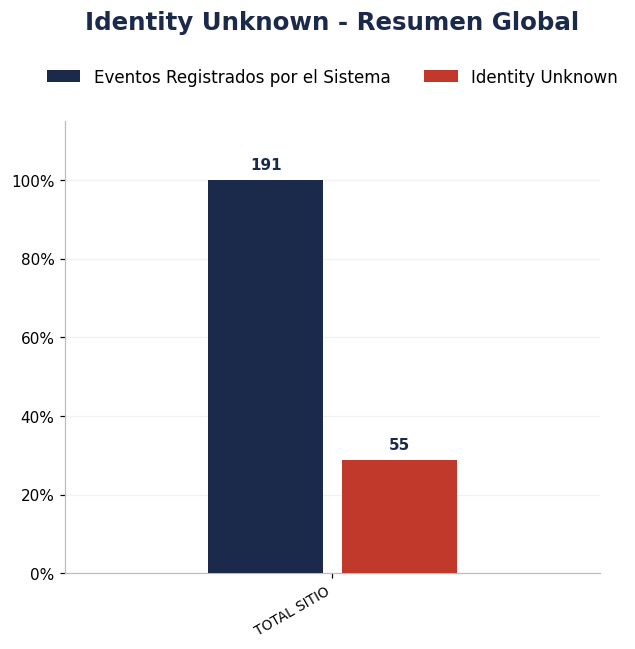 Identity Unknown - Resumen Global
Eventos Registrados por el Sistema
Identity Unknown
191
100%
80%
60%
40%
55
20%
0%
TOTAL SITIO